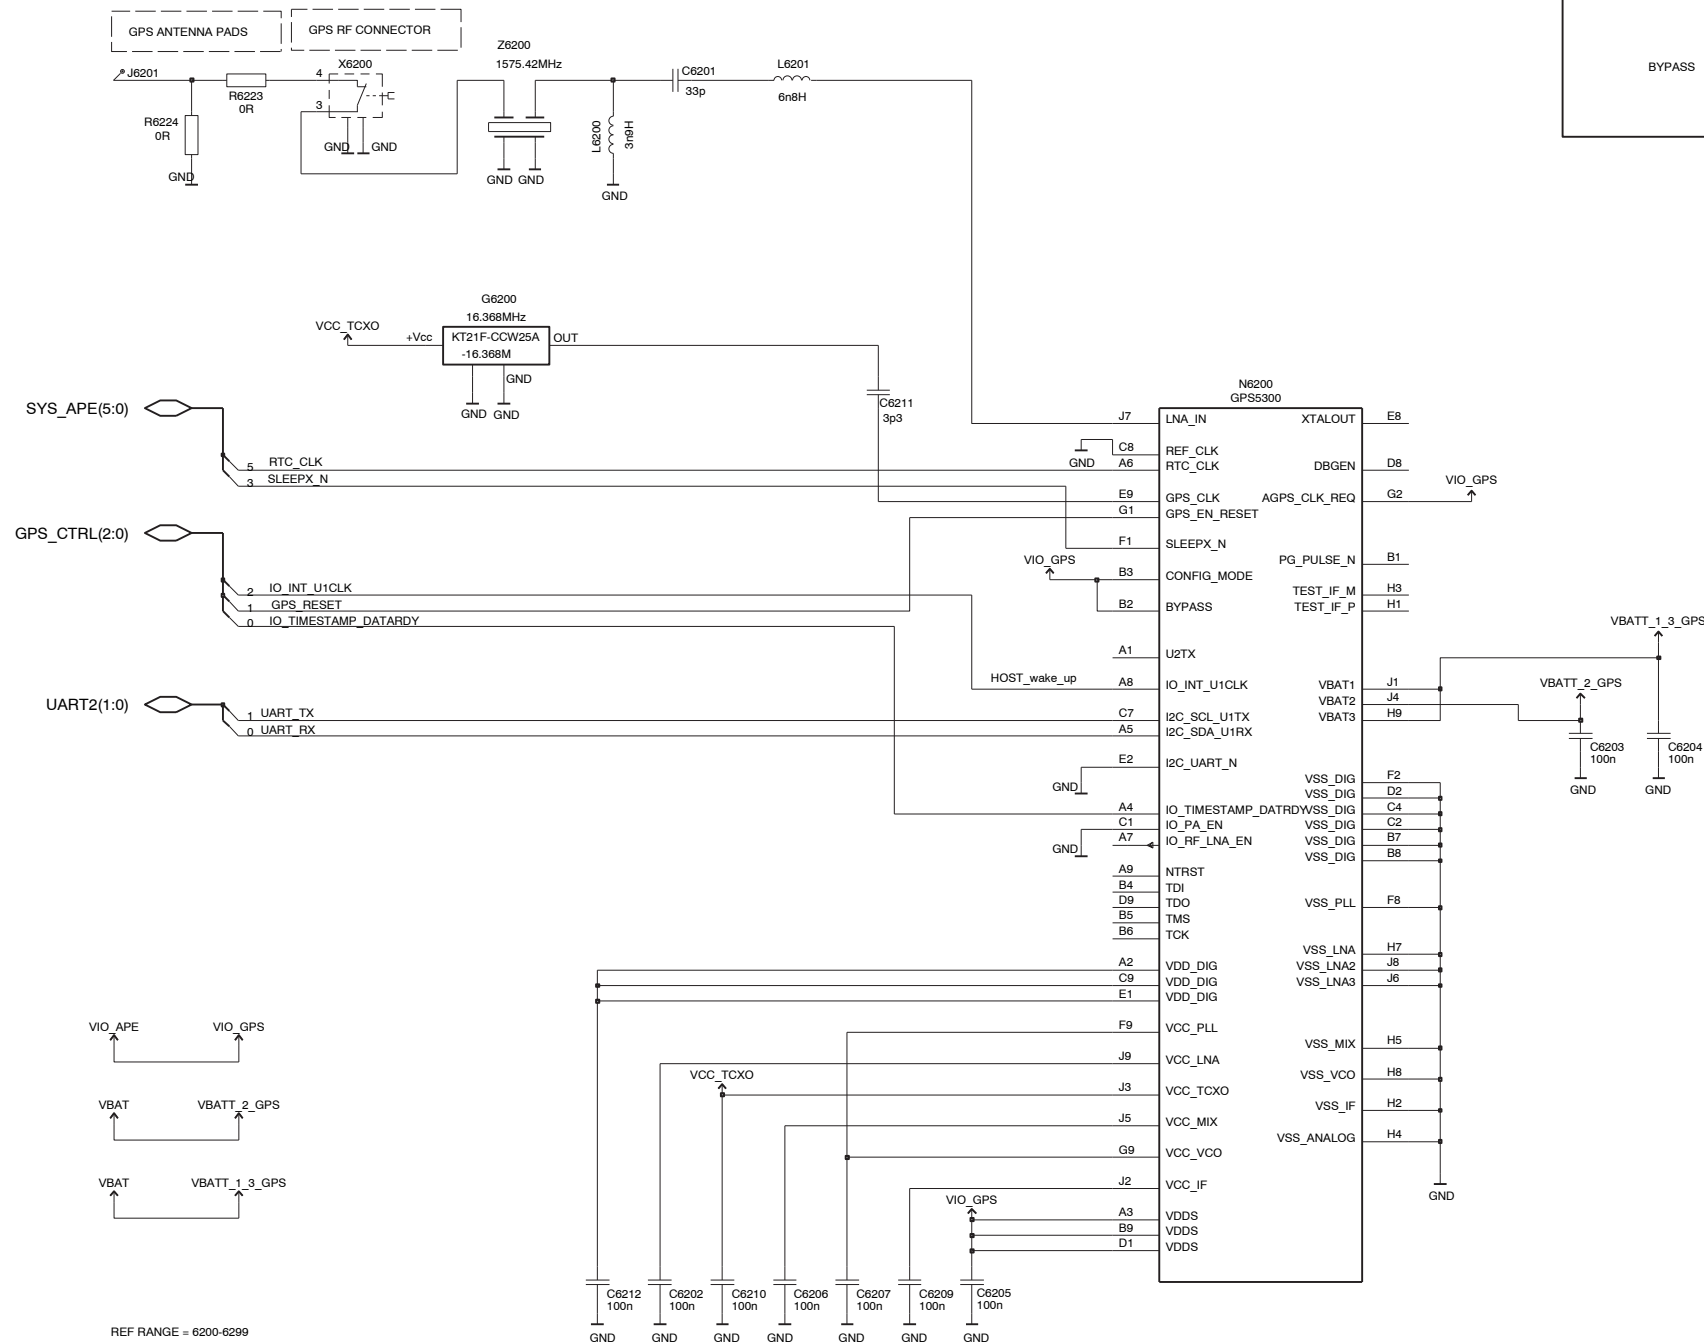 GPS ANTENNA PADS
GPS RF CONNECTOR
BYPASS
J6201
R6223
0R
R6224
0R
GND
X6200
4
3
GND
GND
Z6200
1575.42MHz
GND
GND
L6200
3n9H
GND
C6201
33p
L6201
6n8H
G6200
16.368MHz
VCC_TCXO
+Vcc
KT21F-CCW25A
-16.368M
OUT
GND
GND
GND
C6211
3p3
SYS_APE(5:0)
5
RTC_CLK
3
SLEEPX_N
GPS_CTRL(2:0)
2
IO_INT_U1CLK
1
GPS_RESET
0
IO_TIMESTAMP_DATARDY
UART2(1:0)
1
UART_TX
0
UART_RX
HOST_wake_up
N6200
GPS5300
J7
LNA_IN
C8
REF_CLK
GND
A6
RTC_CLK
E9
GPS_CLK
G1
GPS_EN_RESET
F1
SLEEPX_N
VIO_GPS
B3
CONFIG_MODE
B2
BYPASS
A1
U2TX
A8
IO_INT_U1CLK
C7
I2C_SCL_U1TX
A5
I2C_SDA_U1RX
E2
I2C_UART_N
GND
A4
IO_TIMESTAMP_DATRDY
C1
IO_PA_EN
GND
A7
IO_RF_LNA_EN
A9
NTRST
B4
TDI
D9
TDO
B5
TMS
B6
TCK
A2
VDD_DIG
C9
VDD_DIG
E1
VDD_DIG
F9
VCC_PLL
J9
VCC_LNA
VCC_TCXO
J3
VCC_TCXO
J5
VCC_MIX
G9
VCC_VCO
J2
VCC_IF
VIO_GPS
A3
VDDS
B9
VDDS
D1
VDDS
XTALOUT
E8
DBGEN
D8
AGPS_CLK_REQ
G2
VIO_GPS
PG_PULSE_N
B1
TEST_IF_M
H3
TEST_IF_P
H1
VBATT_1_3_GPS
VBATT_2_GPS
VBAT1
J1
VBAT2
J4
VBAT3
H9
C6203
100n
GND
C6204
100n
GND
VSS_DIG
F2
VSS_DIG
D2
VSS_DIG
C4
VSS_DIG
C2
VSS_DIG
B7
VSS_DIG
B8
VSS_PLL
F8
VSS_LNA
H7
VSS_LNA2
J8
VSS_LNA3
J6
VSS_MIX
H5
VSS_VCO
H8
VSS_IF
H2
VSS_ANALOG
H4
GND
VIO_APE
VIO_GPS
VBAT
VBATT_2_GPS
VBAT
VBATT_1_3_GPS
C6212
100n
GND
C6202
100n
GND
C6210
100n
GND
C6206
100n
GND
C6207
100n
GND
C6209
100n
GND
C6205
100n
GND
REF RANGE = 6200-6299